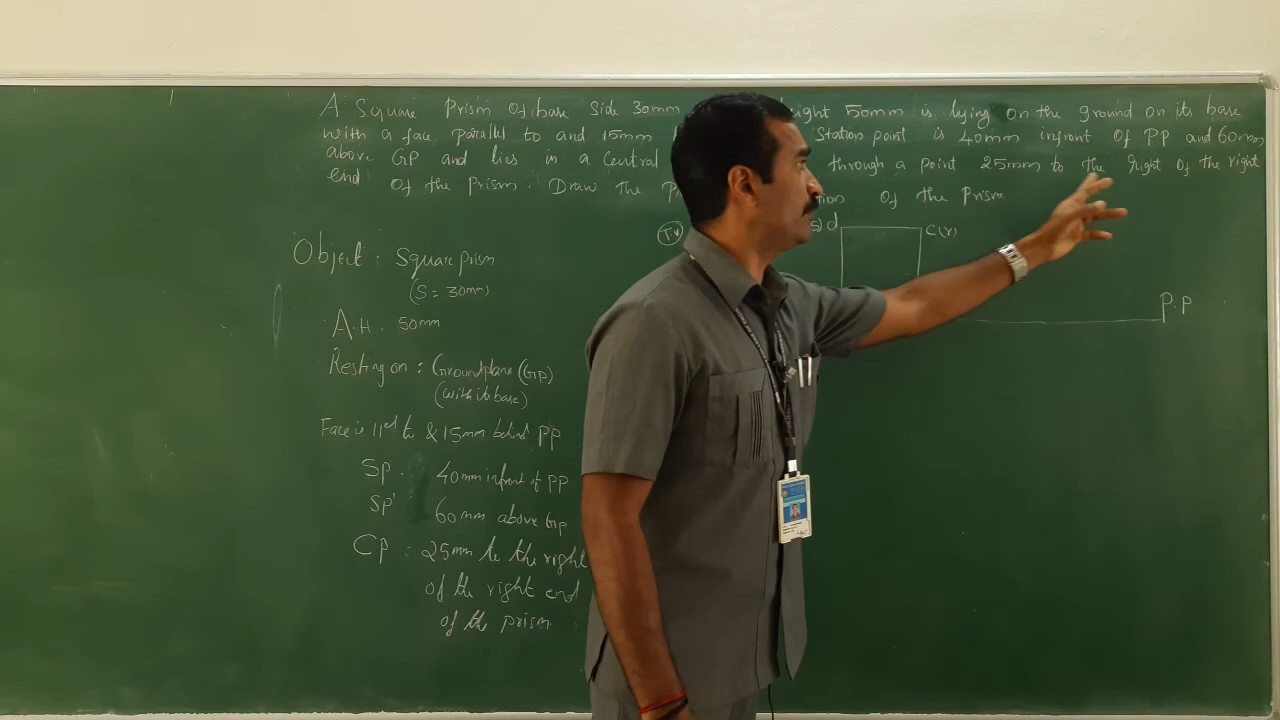 A Square Prism of base Side 30mm eight 50mm is lying on the ground on its base
with a face parallel to and 15mm Station point is 40mm infront of PP and 60mm
above GP and lies in a Central through a point 25mm to the right of the right
end of the prism. Draw the P tion of the Prism
TV s) d C(r)
Object : Square prism
(S = 30mm)
P.P
A.H. 50mm
Resting on : Ground plane (GP)
(with its base)
Face is 11el to & 15mm behind PP
SP : 40mm infront of PP
SP' 60mm above GP
CP : 25mm to the right
of the right end
of the prism